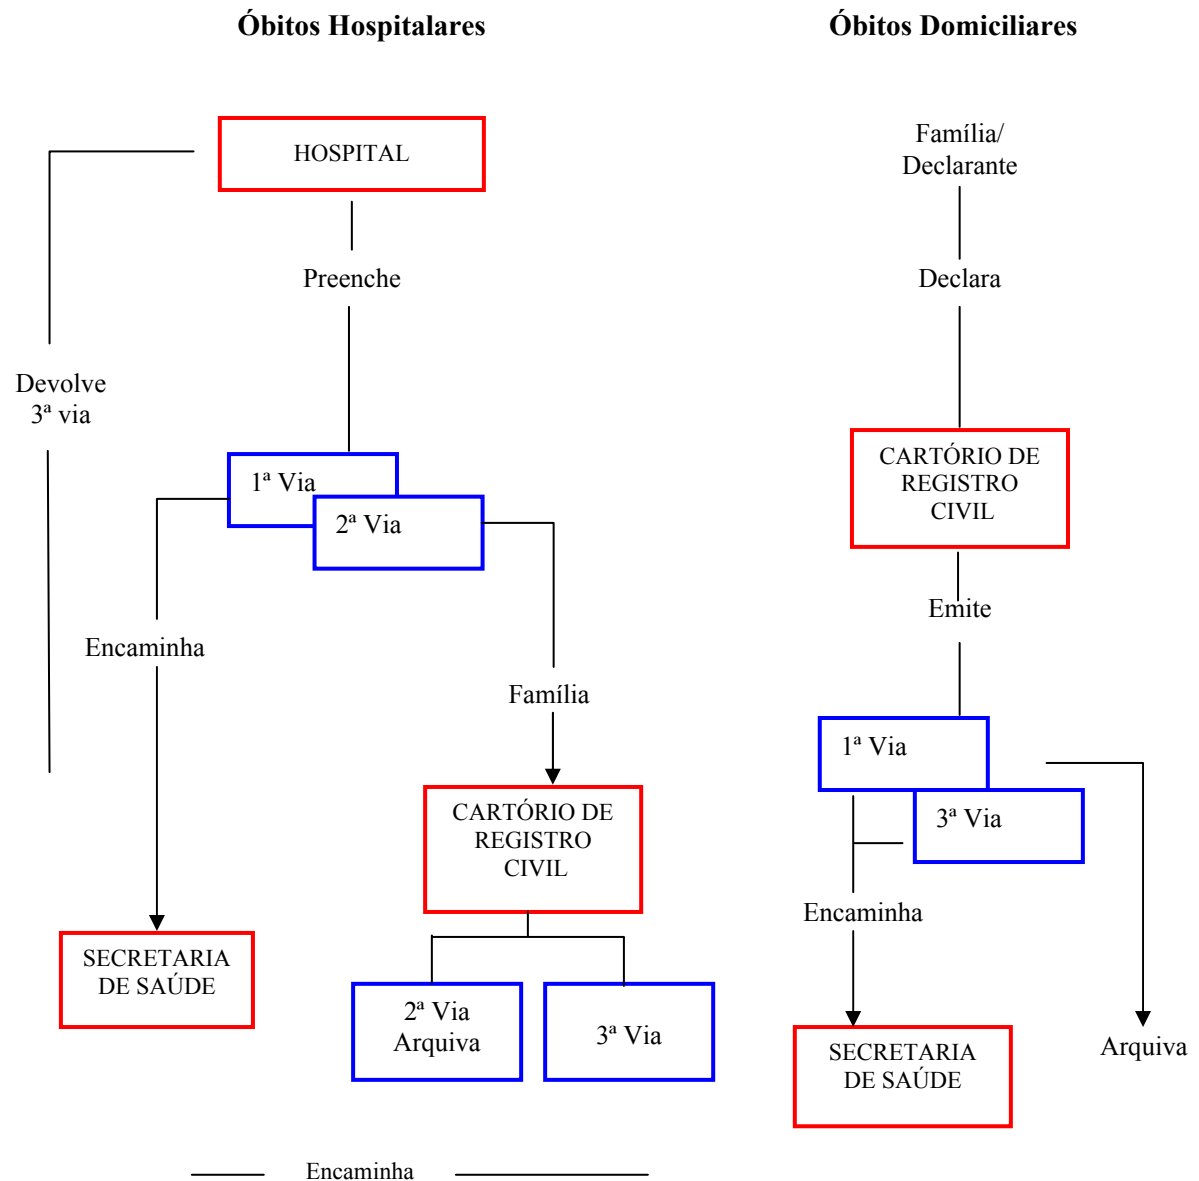 Óbitos Hospitalares
HOSPITAL
Preenche
Devolve
3ª via
1ª Via
2ª Via
Encaminha
Família
CARTÓRIO DE
REGISTRO
CIVIL
SECRETARIA
DE SAÚDE
2ª Via
Arquiva
3ª Via
Encaminha
Óbitos Domiciliares
Família/
Declarante
Declara
CARTÓRIO DE
REGISTRO
CIVIL
Emite
1ª Via
3ª Via
Encaminha
SECRETARIA
DE SAÚDE
Arquiva